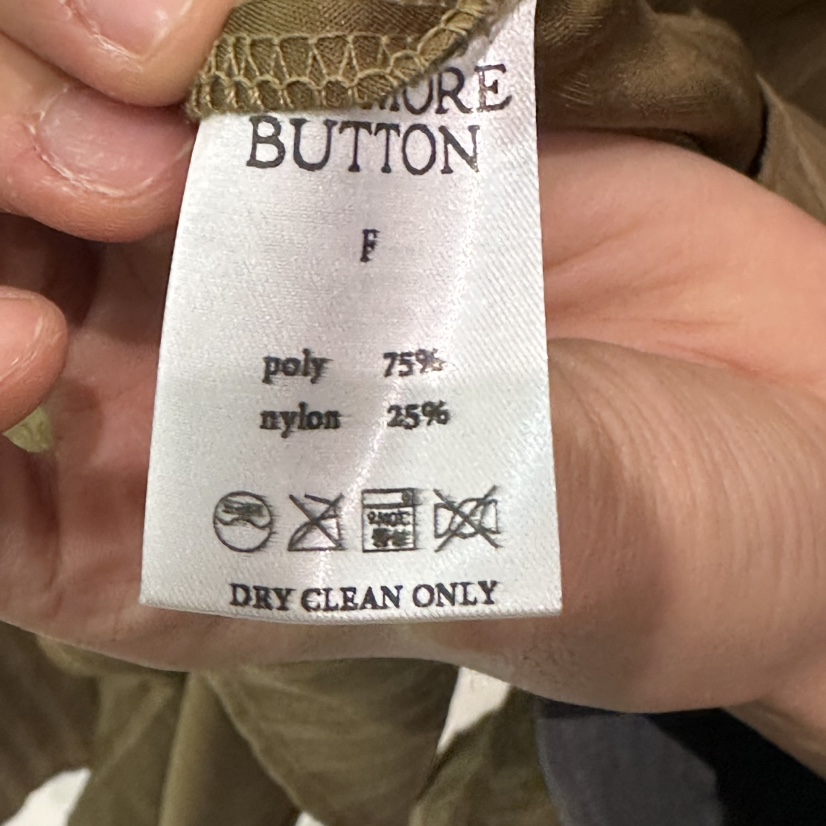 MORE
BUTTON
F
poly 75%
nylon 25%
DRY CLEAN ONLY